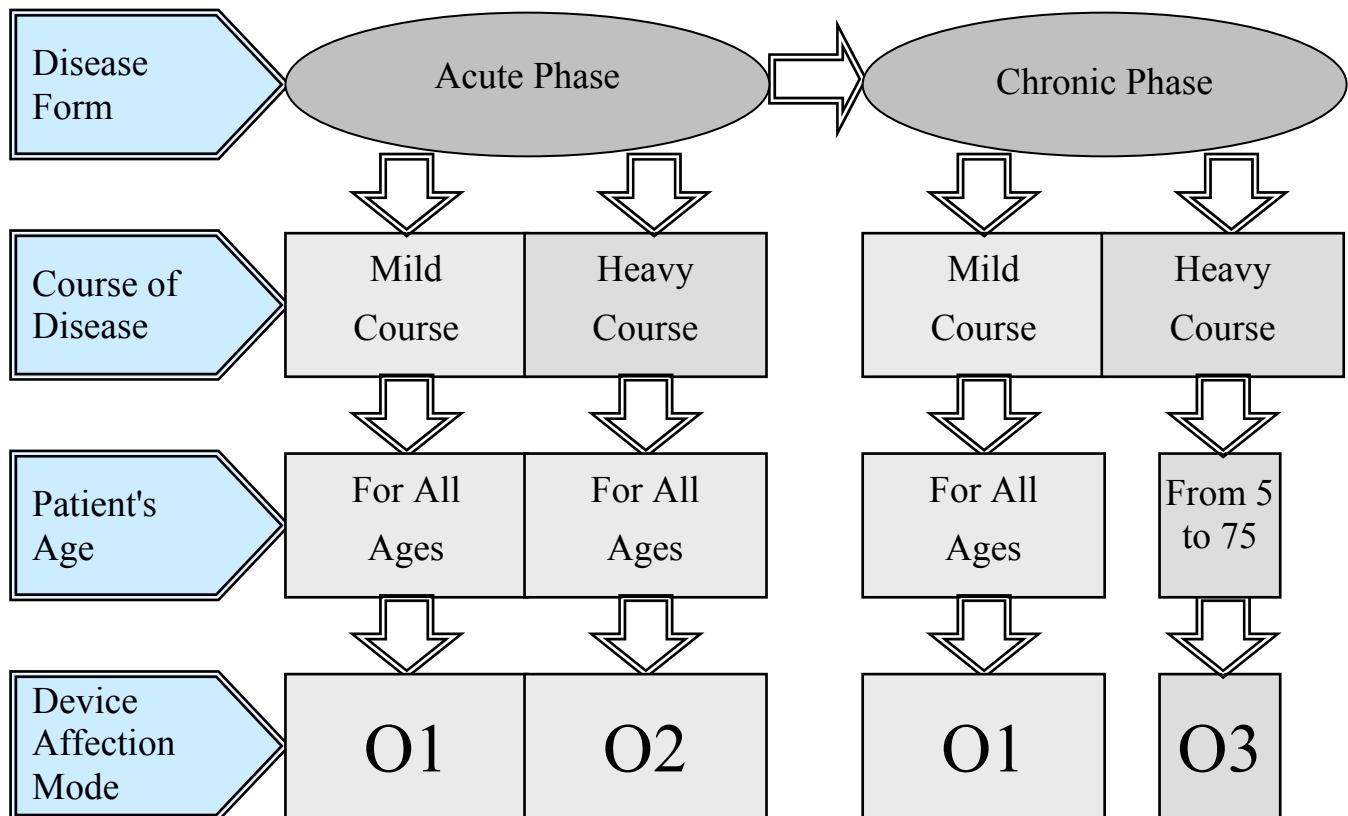 Disease
Form
Acute Phase
Chronic Phase
Course of
Disease
Mild
Course
Heavy
Course
Mild
Course
Heavy
Course
Patient's
Age
For All
Ages
For All
Ages
For All
Ages
From 5
to 75
Device
Affection
Mode
O1
O2
O1
O3